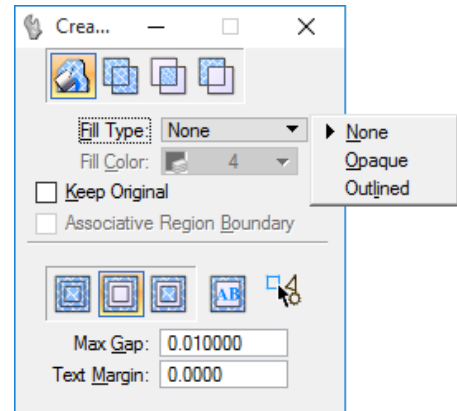 Crea...
Fill Type: None
None
Opaque
Outlined
Fill Color: 4
Keep Original
Associative Region Boundary
AB
Max Gap: 0.010000
Text Margin: 0.0000